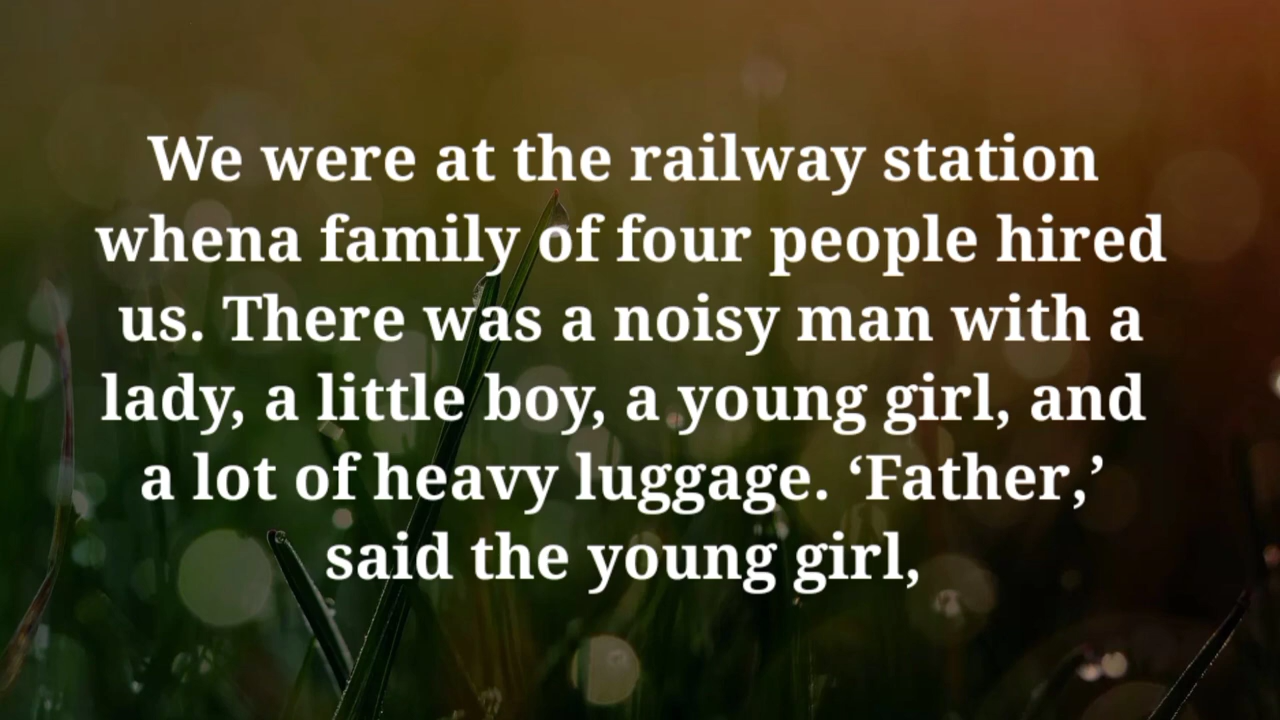 We were at the railway station
whena family of four people hired
us. There was a noisy man with a
lady, a little boy, a young girl, and
a lot of heavy luggage. ‘Father,’
said the young girl,